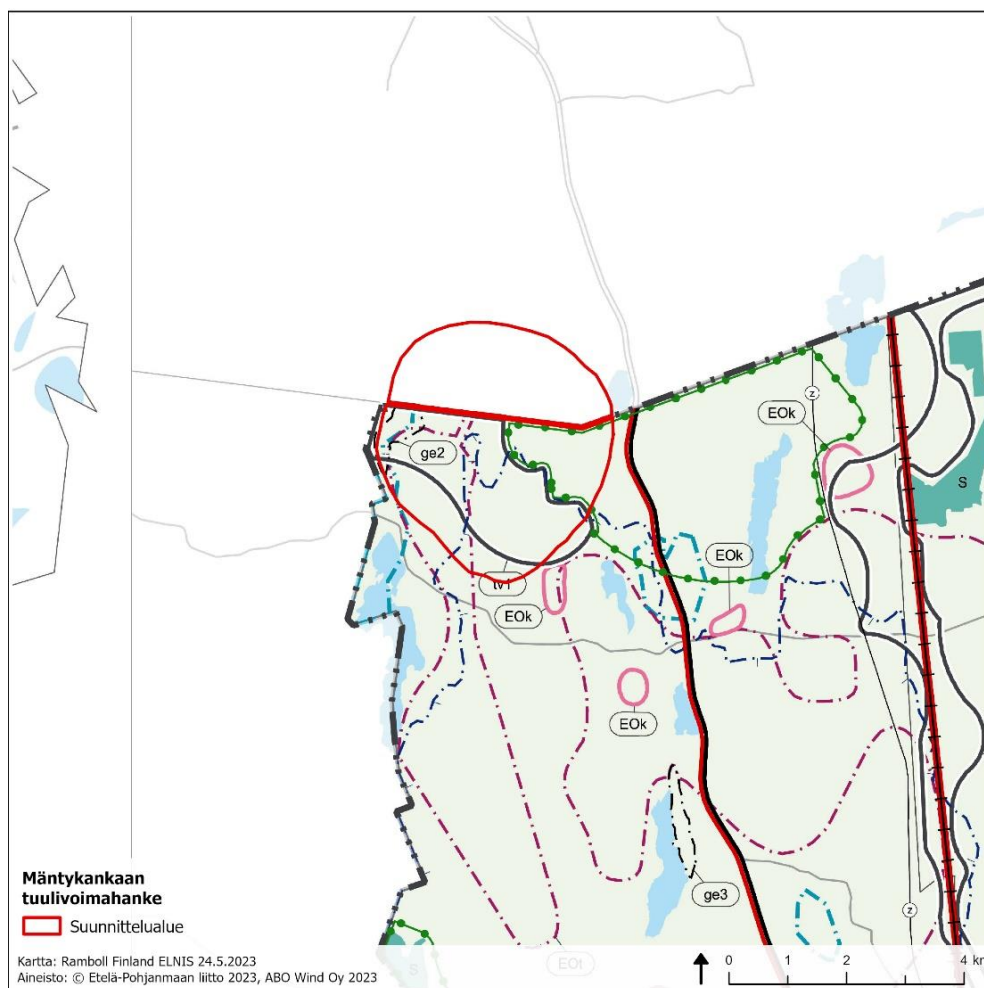 z
EOk
ge2
S
EOk
tv1
EOk
EOk
ge3
z
Mäntykankaan
tuulivoimahanke
Suunnittelualue
EOt
S
Kartta: Ramboll Finland ELNIS 24.5.2023
Aineisto: © Etelä-Pohjanmaan liitto 2023, ABO Wind Oy 2023
0 1 2 4 km